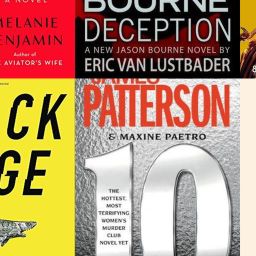 A NOVEL
MELANIE
BENJAMIN
AVIATOR'S WIFE
BOURNE
DECEPTION
A NEW JASON BOURNE NOVEL BY
ERIC VAN LUSTBADER
CK
GE
JAMES
PATTERSON
& MAXINE PAETRO
10
THE
HOTTEST,
MOST
TERRIFYING
WOMEN'S
MURDER
CLUB
NOVEL YET